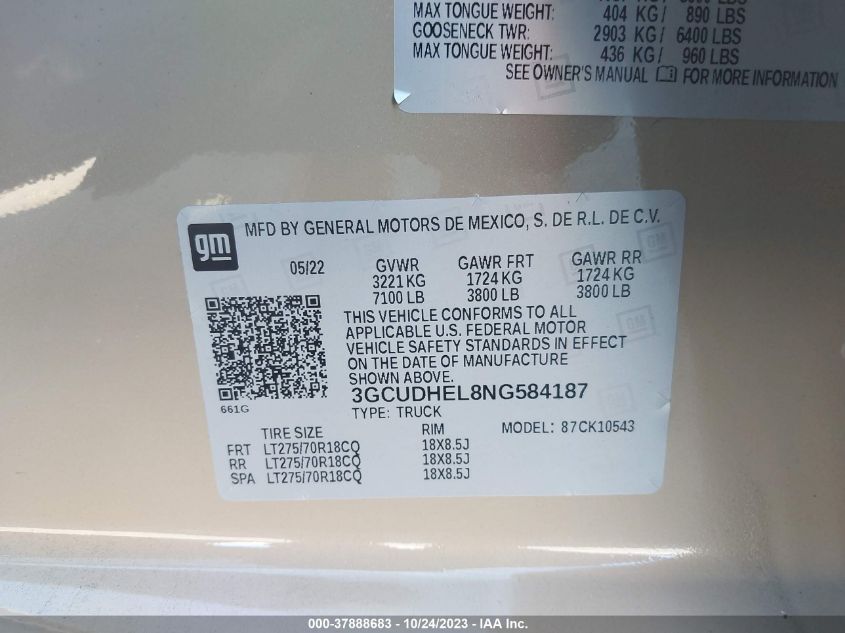 MAX TONGUE WEIGHT: 404 KG/ 890 LBS
GOOSENECK TWR: 2903 KG/ 6400 LBS
MAX TONGUE WEIGHT: 436 KG/ 960 LBS
SEE OWNER'S MANUAL FOR MORE INFORMATION
gm MFD BY GENERAL MOTORS DE MEXICO, S. DE R.L. DE C.V.
05/22 GVWR GAWR FRT GAWR RR
3221 KG 1724 KG 1724 KG
7100 LB 3800 LB 3800 LB
THIS VEHICLE CONFORMS TO ALL
APPLICABLE U.S. FEDERAL MOTOR
VEHICLE SAFETY STANDARDS IN EFFECT
ON THE DATE OF MANUFACTURE
SHOWN ABOVE.
661G 3GCUDHEL8NG584187
TYPE: TRUCK
TIRE SIZE RIM MODEL: 87CK10543
FRT LT275/70R18CQ 18X8.5J
RR LT275/70R18CQ 18X8.5J
SPA LT275/70R18CQ 18X8.5J
000-37888683 - 10/24/2023 - IAA Inc.